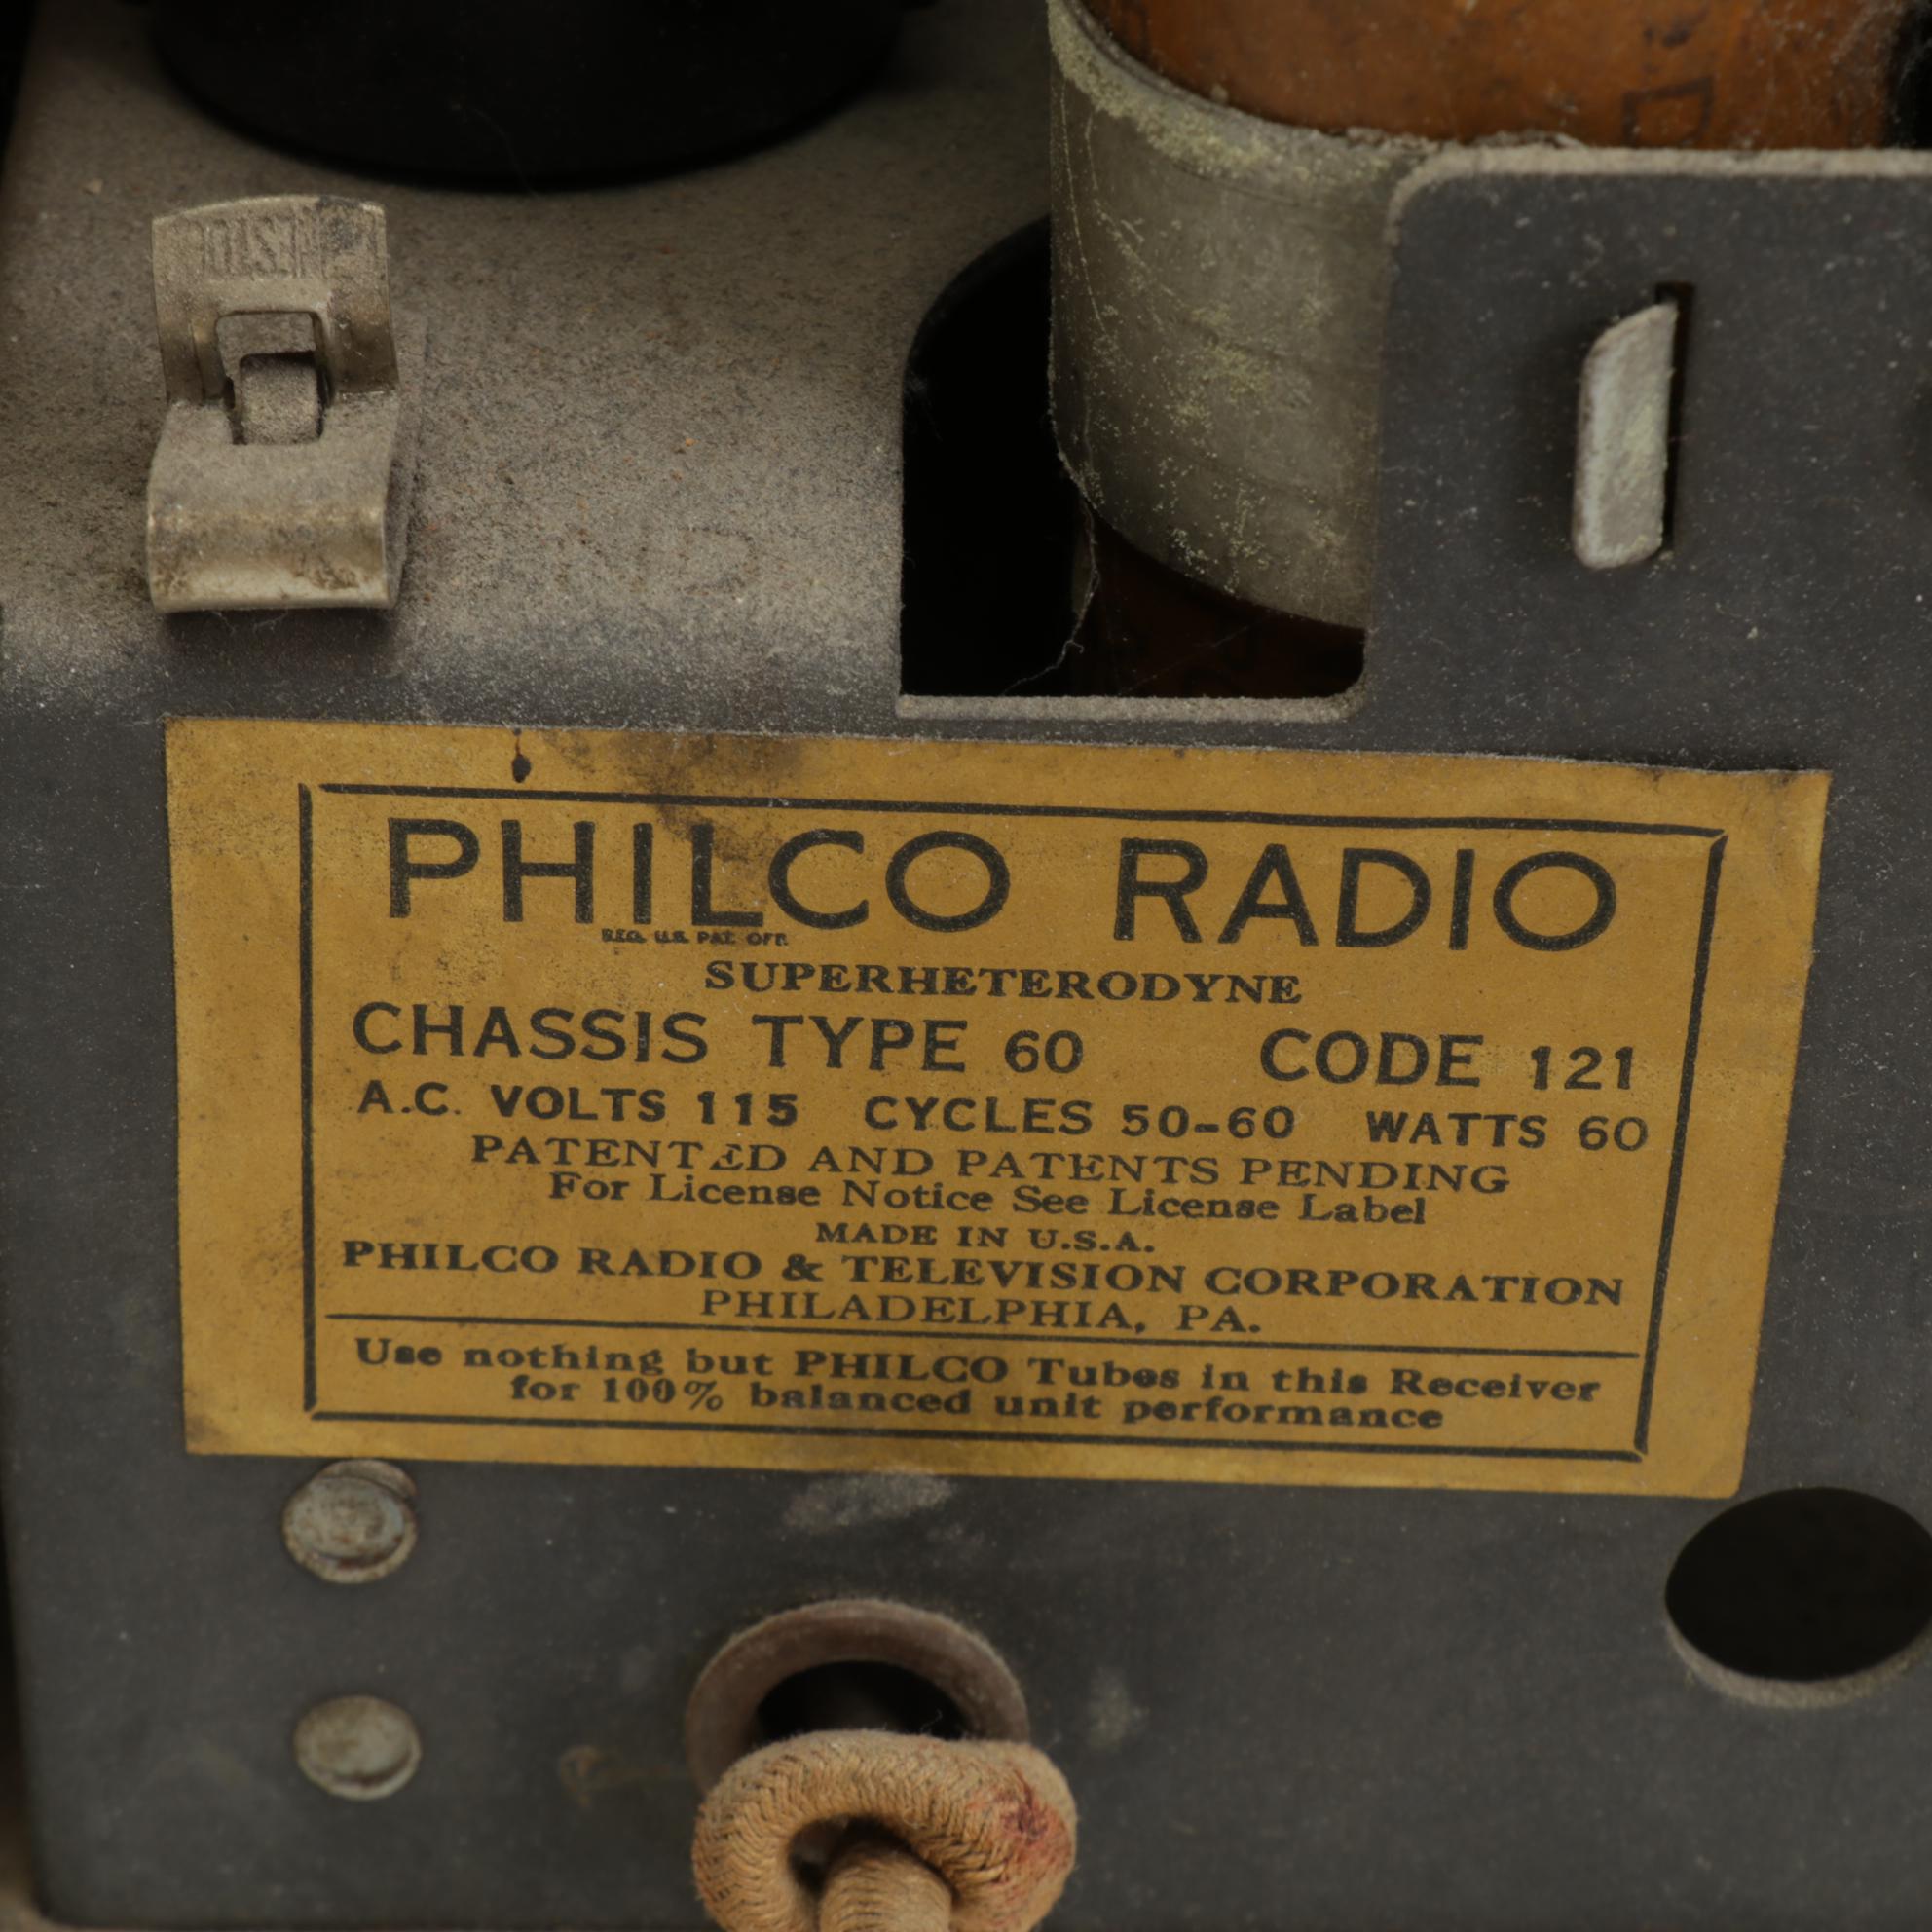 PHILCO RADIO
REG. U.S. PAT. OFF.
SUPERHETERODYNE
CHASSIS TYPE 60 CODE 121
A.C. VOLTS 115 CYCLES 50-60 WATTS 60
PATENTED AND PATENTS PENDING
For License Notice See License Label
MADE IN U.S.A.
PHILCO RADIO & TELEVISION CORPORATION
PHILADELPHIA, PA.
Use nothing but PHILCO Tubes in this Receiver
for 100% balanced unit performance